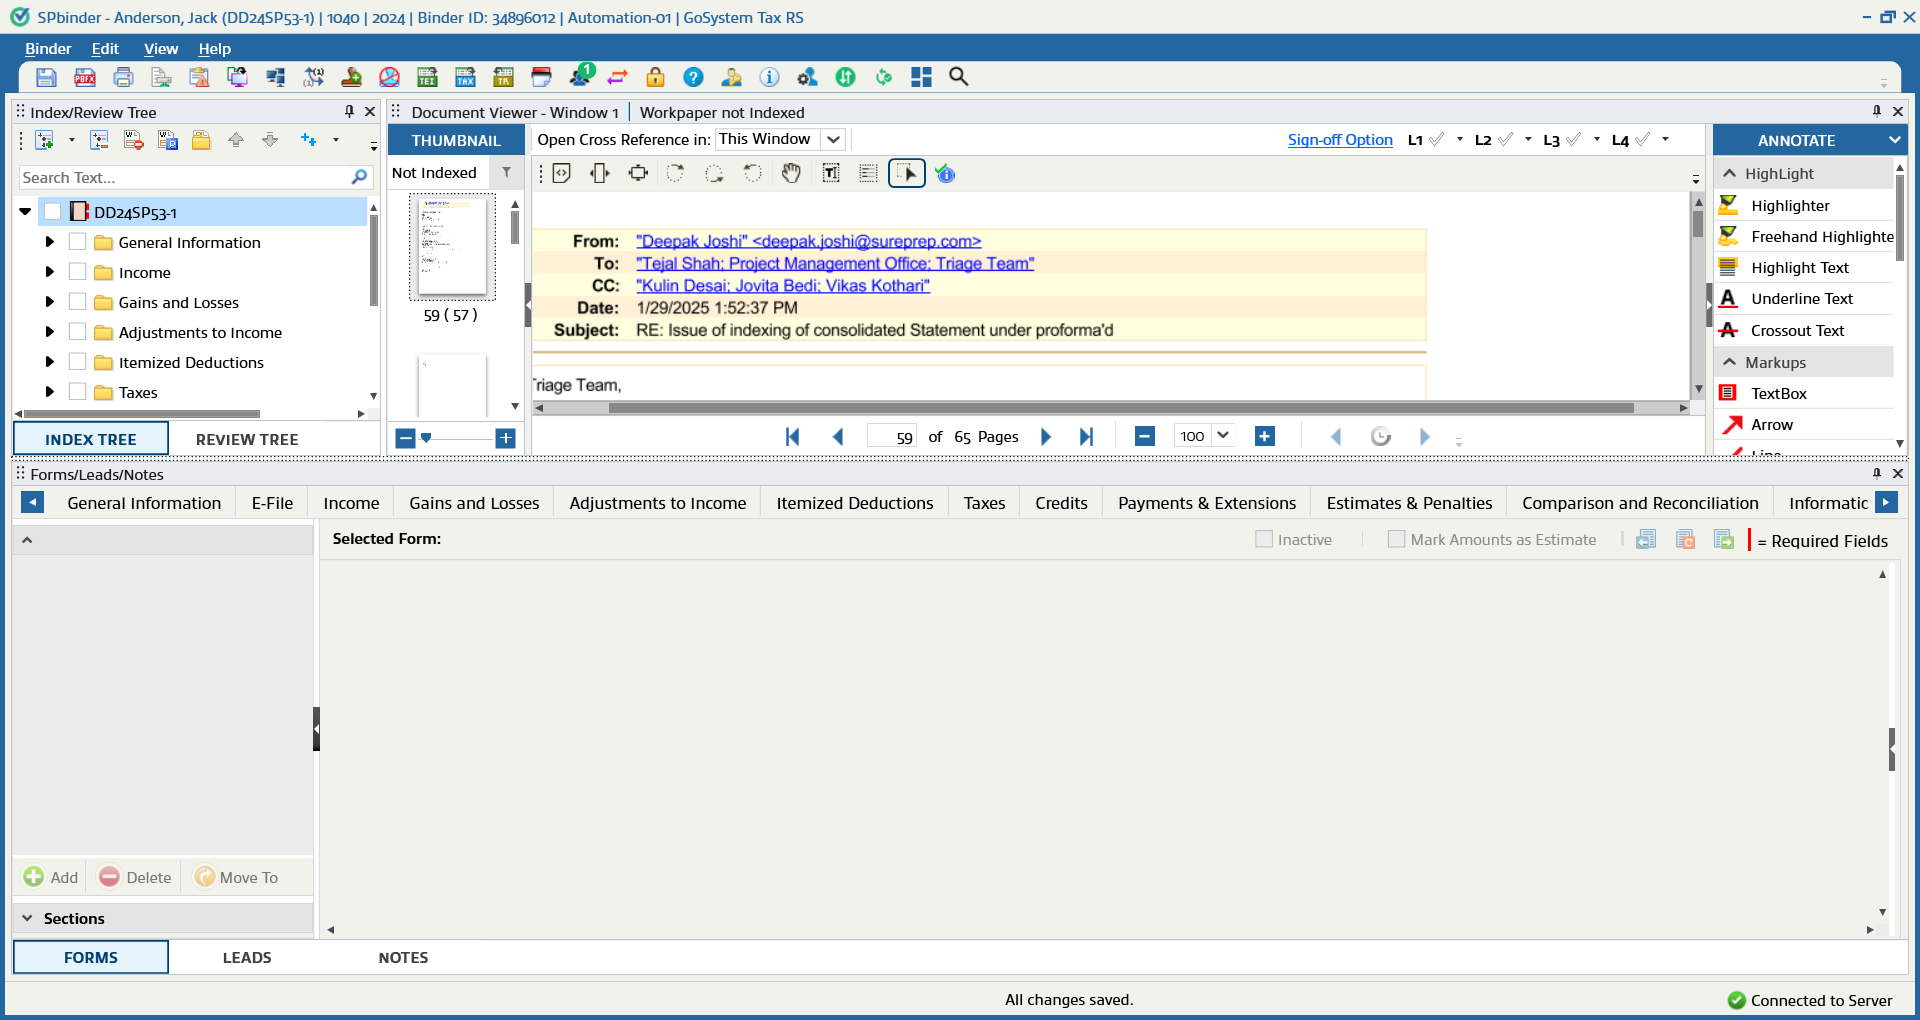 SPbinder - Anderson, Jack (DD24SP53-1) | 1040 | 2024 | Binder ID: 34896012 | Automation-01 | GoSystem Tax RS
Binder Edit View Help
PBFX
TEI
TAX
TR
1
Index/Review Tree
Document Viewer - Window 1 | Workpaper not Indexed
THUMBNAIL
Open Cross Reference in: This Window
Sign-off Option L1 L2 L3 L4
ANNOTATE
Search Text...
Not Indexed
HighLight
Highlighter
Freehand Highlighte
Highlight Text
Underline Text
Crossout Text
Markups
TextBox
Arrow
Line
DD24SP53-1
General Information
Income
Gains and Losses
Adjustments to Income
Itemized Deductions
Taxes
59 ( 57 )
From: "Deepak Joshi" <deepak.joshi@sureprep.com>
To: "Tejal Shah; Project Management Office; Triage Team"
CC: "Kulin Desai; Jovita Bedi; Vikas Kothari"
Date: 1/29/2025 1:52:37 PM
Subject: RE: Issue of indexing of consolidated Statement under proforma'd
Triage Team,
INDEX TREE REVIEW TREE
59 of 65 Pages 100
Forms/Leads/Notes
General Information E-File Income Gains and Losses Adjustments to Income Itemized Deductions Taxes Credits Payments & Extensions Estimates & Penalties Comparison and Reconciliation Informatic
Selected Form:
Inactive Mark Amounts as Estimate = Required Fields
Add Delete Move To
Sections
FORMS LEADS NOTES
All changes saved.
Connected to Server